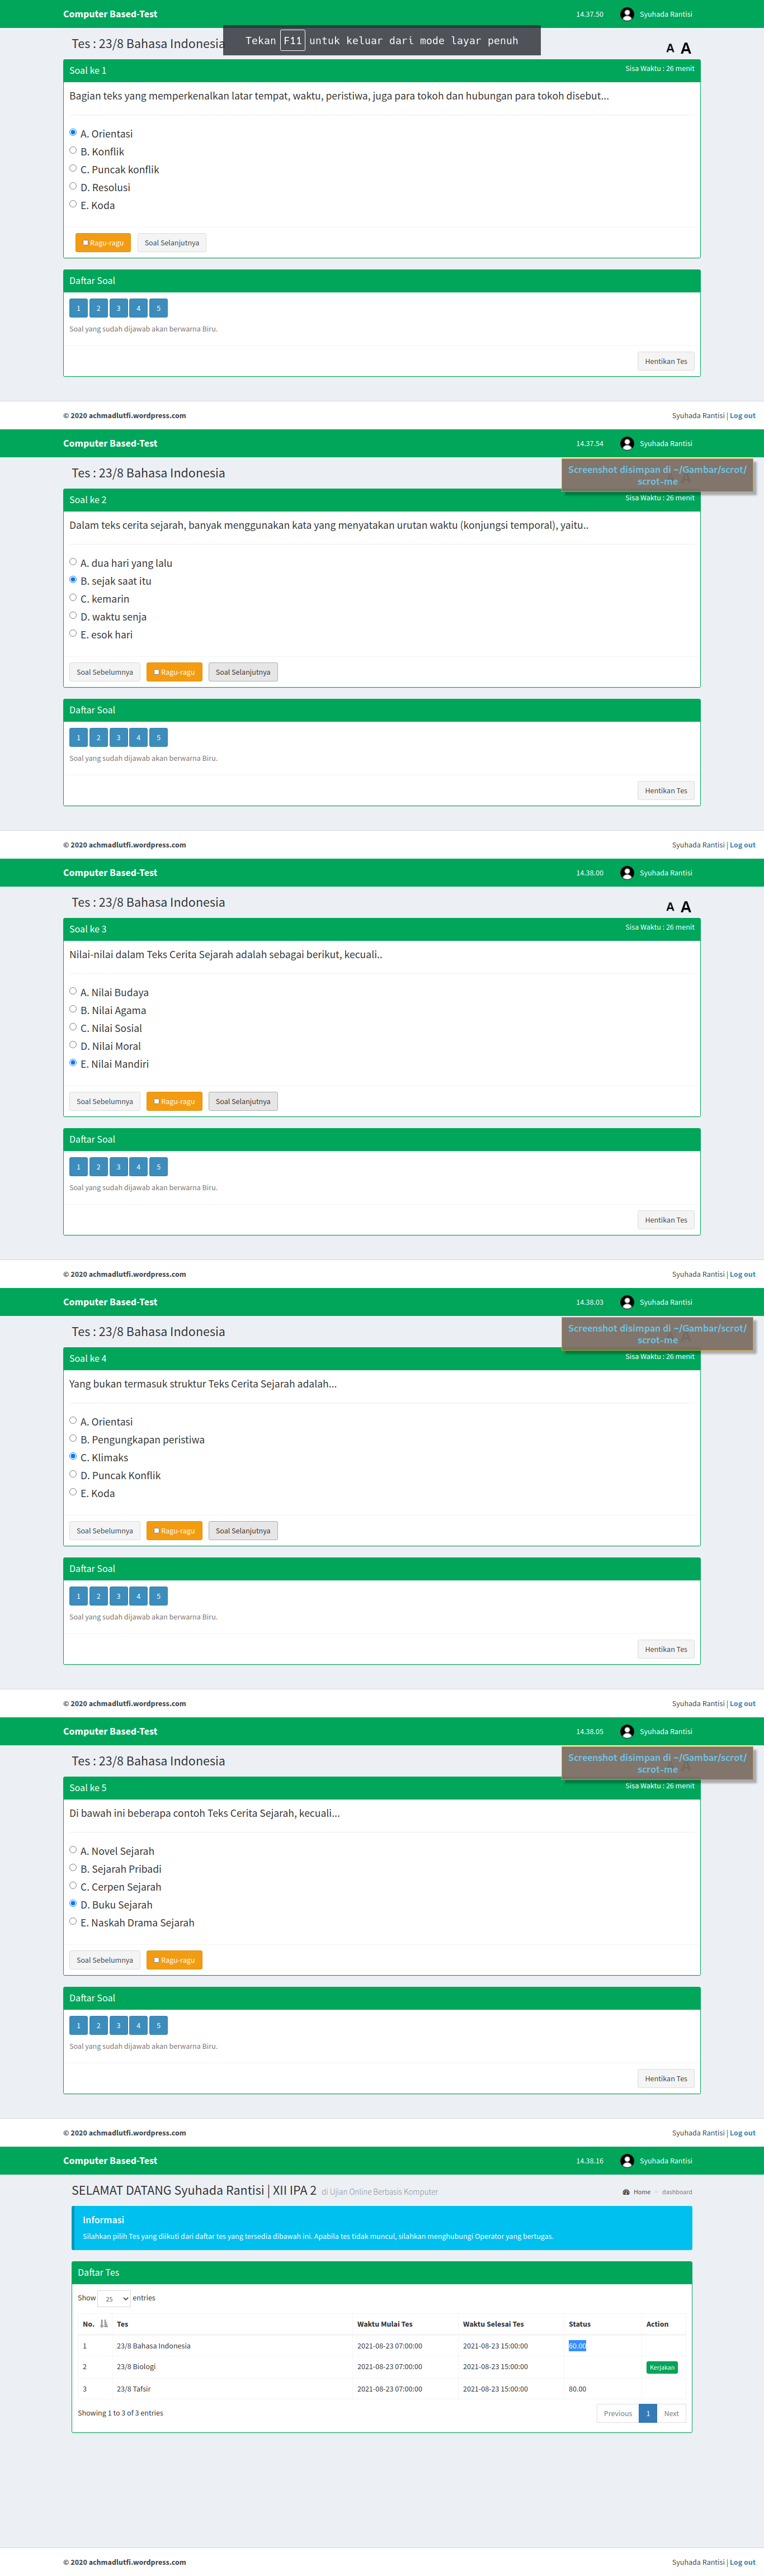 Computer Based-Test 14.37.50 Syuhada Rantisi
Tekan F11 untuk keluar dari mode layar penuh
Tes : 23/8 Bahasa Indonesia A A
Soal ke 1 Sisa Waktu : 26 menit
Bagian teks yang memperkenalkan latar tempat, waktu, peristiwa, juga para tokoh dan hubungan para tokoh disebut...
A. Orientasi
B. Konflik
C. Puncak konflik
D. Resolusi
E. Koda
Ragu-ragu Soal Selanjutnya
Daftar Soal
1 2 3 4 5
Soal yang sudah dijawab akan berwarna Biru.
Hentikan Tes
© 2020 achmadlutfi.wordpress.com Syuhada Rantisi | Log out
Computer Based-Test 14.37.54 Syuhada Rantisi
Tes : 23/8 Bahasa Indonesia
Screenshot disimpan di ~/Gambar/scrot/
scrot-me
Soal ke 2 Sisa Waktu : 26 menit
Dalam teks cerita sejarah, banyak menggunakan kata yang menyatakan urutan waktu (konjungsi temporal), yaitu..
A. dua hari yang lalu
B. sejak saat itu
C. kemarin
D. waktu senja
E. esok hari
Soal Sebelumnya Ragu-ragu Soal Selanjutnya
Daftar Soal
1 2 3 4 5
Soal yang sudah dijawab akan berwarna Biru.
Hentikan Tes
© 2020 achmadlutfi.wordpress.com Syuhada Rantisi | Log out
Computer Based-Test 14.38.00 Syuhada Rantisi
Tes : 23/8 Bahasa Indonesia A A
Soal ke 3 Sisa Waktu : 26 menit
Nilai-nilai dalam Teks Cerita Sejarah adalah sebagai berikut, kecuali..
A. Nilai Budaya
B. Nilai Agama
C. Nilai Sosial
D. Nilai Moral
E. Nilai Mandiri
Soal Sebelumnya Ragu-ragu Soal Selanjutnya
Daftar Soal
1 2 3 4 5
Soal yang sudah dijawab akan berwarna Biru.
Hentikan Tes
© 2020 achmadlutfi.wordpress.com Syuhada Rantisi | Log out
Computer Based-Test 14.38.03 Syuhada Rantisi
Tes : 23/8 Bahasa Indonesia
Screenshot disimpan di ~/Gambar/scrot/
scrot-me
Soal ke 4 Sisa Waktu : 26 menit
Yang bukan termasuk struktur Teks Cerita Sejarah adalah...
A. Orientasi
B. Pengungkapan peristiwa
C. Klimaks
D. Puncak Konflik
E. Koda
Soal Sebelumnya Ragu-ragu Soal Selanjutnya
Daftar Soal
1 2 3 4 5
Soal yang sudah dijawab akan berwarna Biru.
Hentikan Tes
© 2020 achmadlutfi.wordpress.com Syuhada Rantisi | Log out
Computer Based-Test 14.38.05 Syuhada Rantisi
Tes : 23/8 Bahasa Indonesia
Screenshot disimpan di ~/Gambar/scrot/
scrot-me
Soal ke 5 Sisa Waktu : 26 menit
Di bawah ini beberapa contoh Teks Cerita Sejarah, kecuali...
A. Novel Sejarah
B. Sejarah Pribadi
C. Cerpen Sejarah
D. Buku Sejarah
E. Naskah Drama Sejarah
Soal Sebelumnya Ragu-ragu
Daftar Soal
1 2 3 4 5
Soal yang sudah dijawab akan berwarna Biru.
Hentikan Tes
© 2020 achmadlutfi.wordpress.com Syuhada Rantisi | Log out
Computer Based-Test 14.38.16 Syuhada Rantisi
SELAMAT DATANG Syuhada Rantisi | XII IPA 2 di Ujian Online Berbasis Komputer Home > dashboard
Informasi
Silahkan pilih Tes yang diikuti dari daftar tes yang tersedia dibawah ini. Apabila tes tidak muncul, silahkan menghubungi Operator yang bertugas.
Daftar Tes
Show 25 entries
No. Tes Waktu Mulai Tes Waktu Selesai Tes Status Action
1 23/8 Bahasa Indonesia 2021-08-23 07:00:00 2021-08-23 15:00:00 60.00
2 23/8 Biologi 2021-08-23 07:00:00 2021-08-23 15:00:00 Kerjakan
3 23/8 Tafsir 2021-08-23 07:00:00 2021-08-23 15:00:00 80.00
Showing 1 to 3 of 3 entries Previous 1 Next
© 2020 achmadlutfi.wordpress.com Syuhada Rantisi | Log out